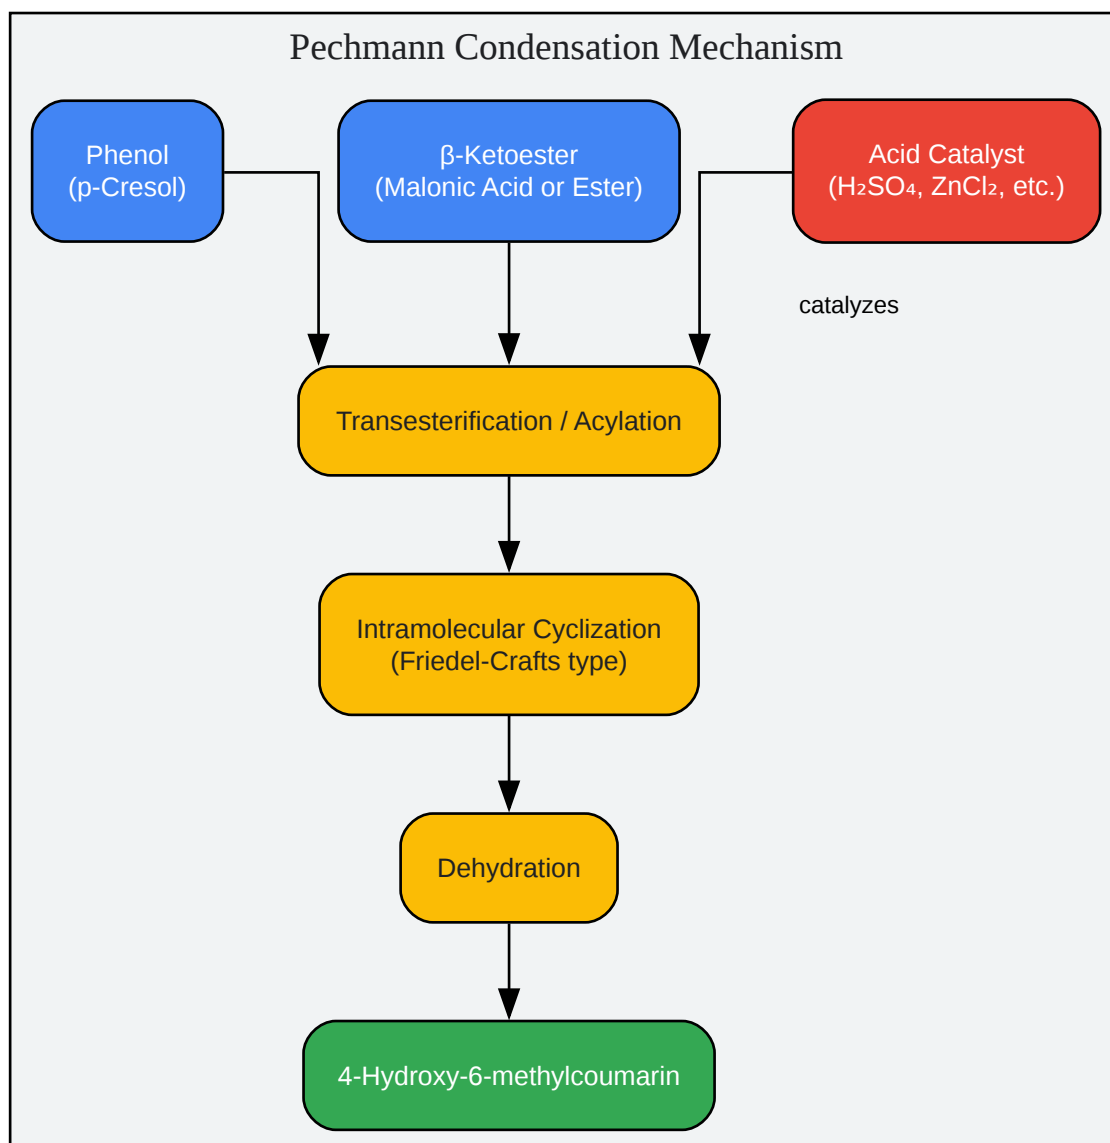 Pechmann Condensation Mechanism
Phenol
(p-Cresol)
β-Ketoester
(Malonic Acid or Ester)
Acid Catalyst
(H₂SO₄, ZnCl₂, etc.)
catalyzes
Transesterification / Acylation
Intramolecular Cyclization
(Friedel-Crafts type)
Dehydration
4-Hydroxy-6-methylcoumarin